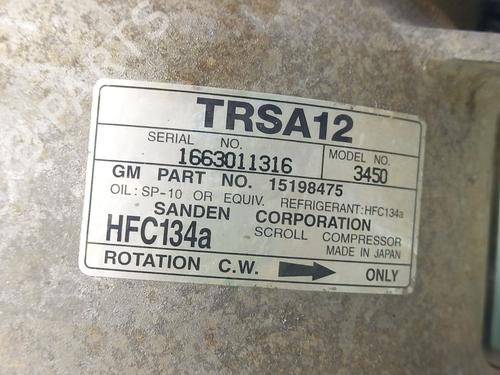 TRSA12
SERIAL NO.
1663011316
MODEL NO.
3450
GM PART NO. 15198475
OIL: SP-10 OR EQUIV. REFRIGERANT: HFC134a
SANDEN CORPORATION
HFC134a
SCROLL COMPRESSOR
MADE IN JAPAN
ROTATION C.W. ONLY